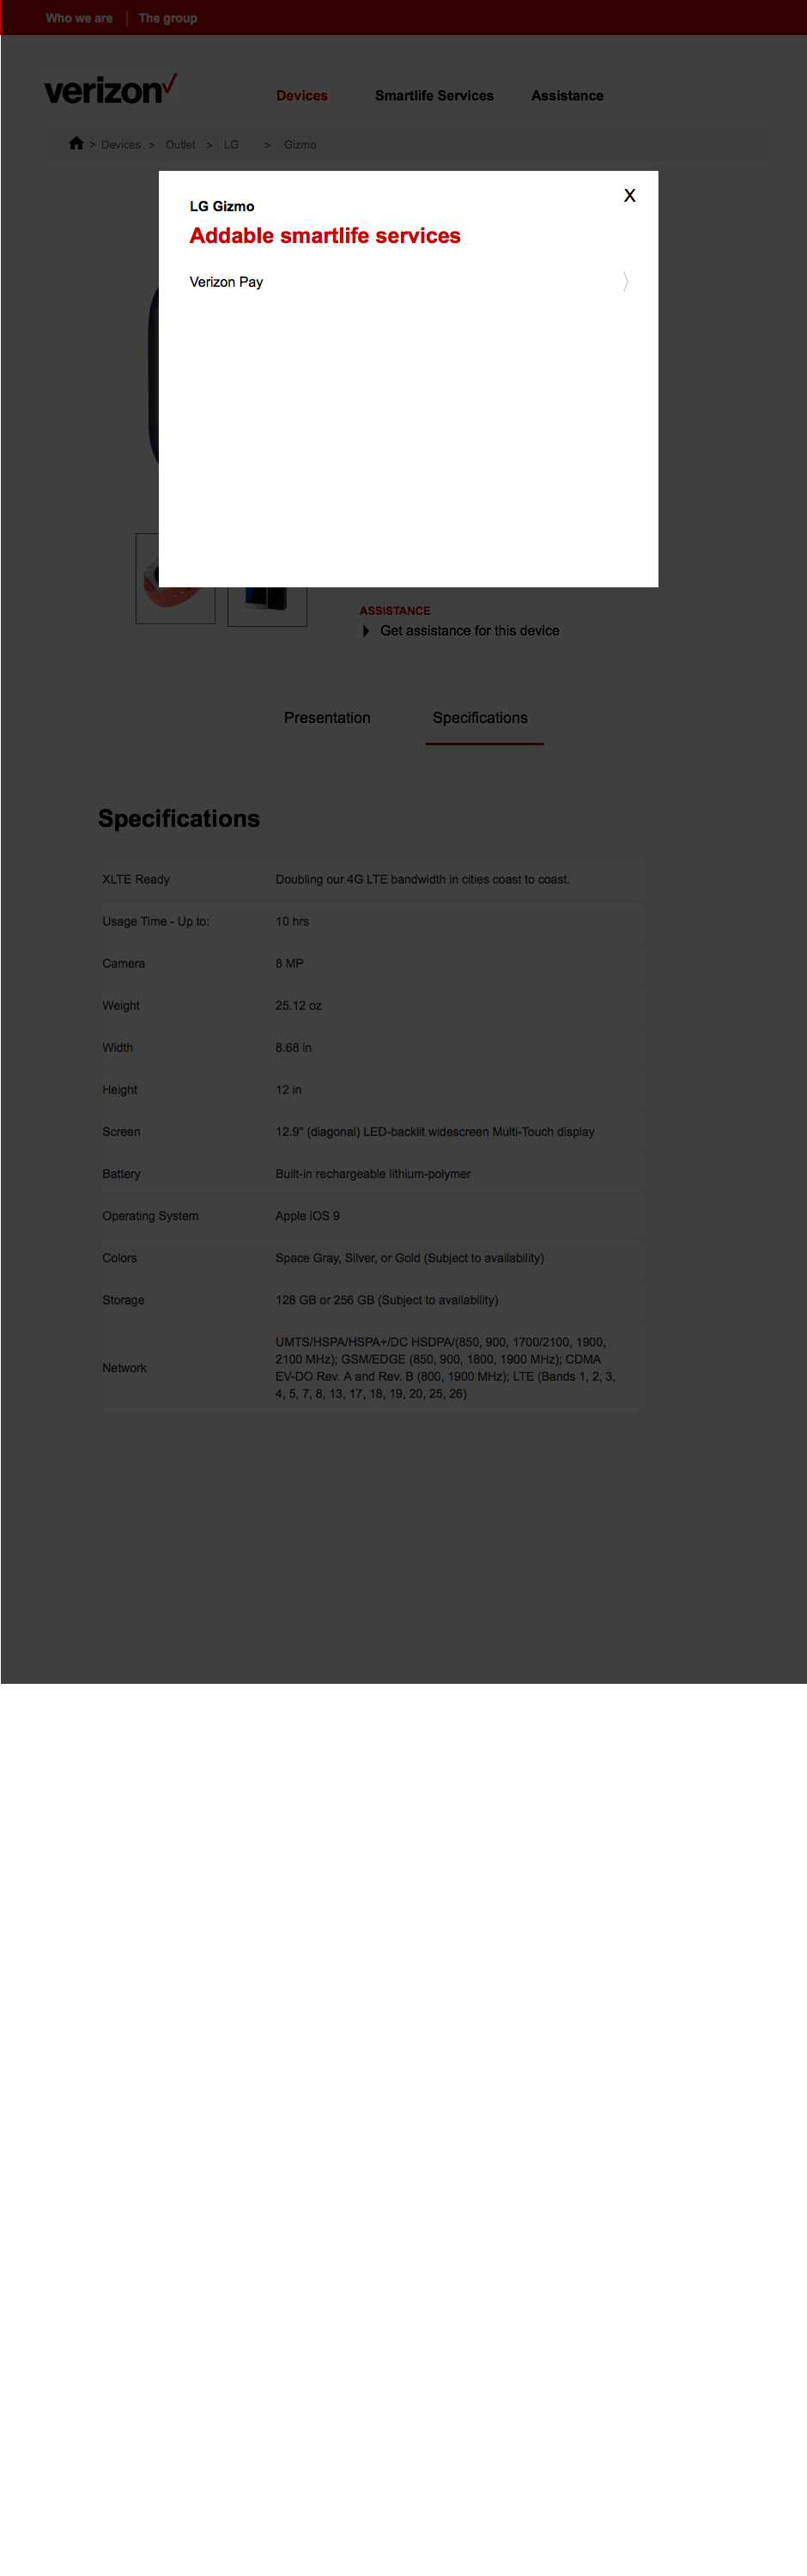 Who we are | The group
verizon
Devices Smartlife Services Assistance
> Devices > Outlet > LG > Gizmo
X
LG Gizmo
Addable smartlife services
Verizon Pay
ASSISTANCE
Get assistance for this device
Presentation Specifications
Specifications
XLTE Ready Doubling our 4G LTE bandwidth in cities coast to coast.
Usage Time - Up to: 10 hrs
Camera 8 MP
Weight 25.12 oz
Width 8.68 in
Height 12 in
Screen 12.9" (diagonal) LED-backlit widescreen Multi-Touch display
Battery Built-in rechargeable lithium-polymer
Operating System Apple iOS 9
Colors Space Gray, Silver, or Gold (Subject to availability)
Storage 128 GB or 256 GB (Subject to availability)
Network
UMTS/HSPA/HSPA+/DC HSDPA/(850, 900, 1700/2100, 1900,
2100 MHz); GSM/EDGE (850, 900, 1800, 1900 MHz); CDMA
EV-DO Rev. A and Rev. B (800, 1900 MHz); LTE (Bands 1, 2, 3,
4, 5, 7, 8, 13, 17, 18, 19, 20, 25, 26)